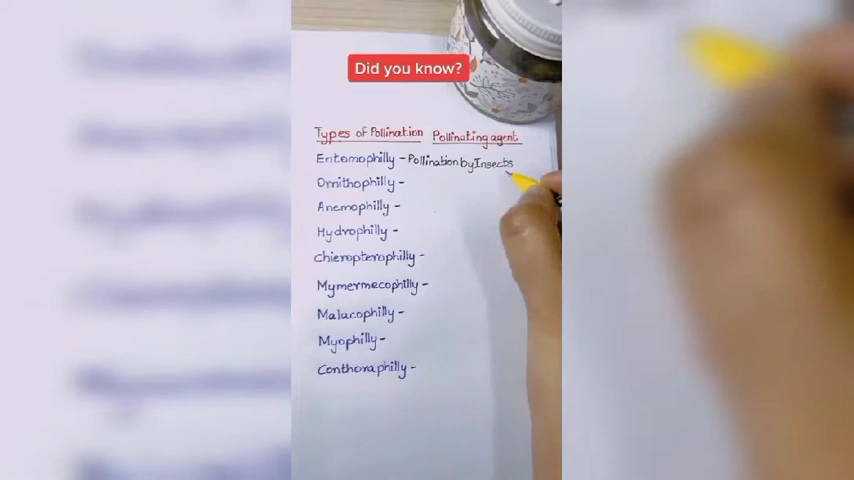 Did you know?
Types of Pollination Pollinating agent
Entomophilly - Pollination by Insects
Ornithophilly -
Anemophilly -
Hydrophilly -
Chieropterophilly -
Mymermecophilly -
Malacophilly -
Myophilly -
Conthoraphilly -